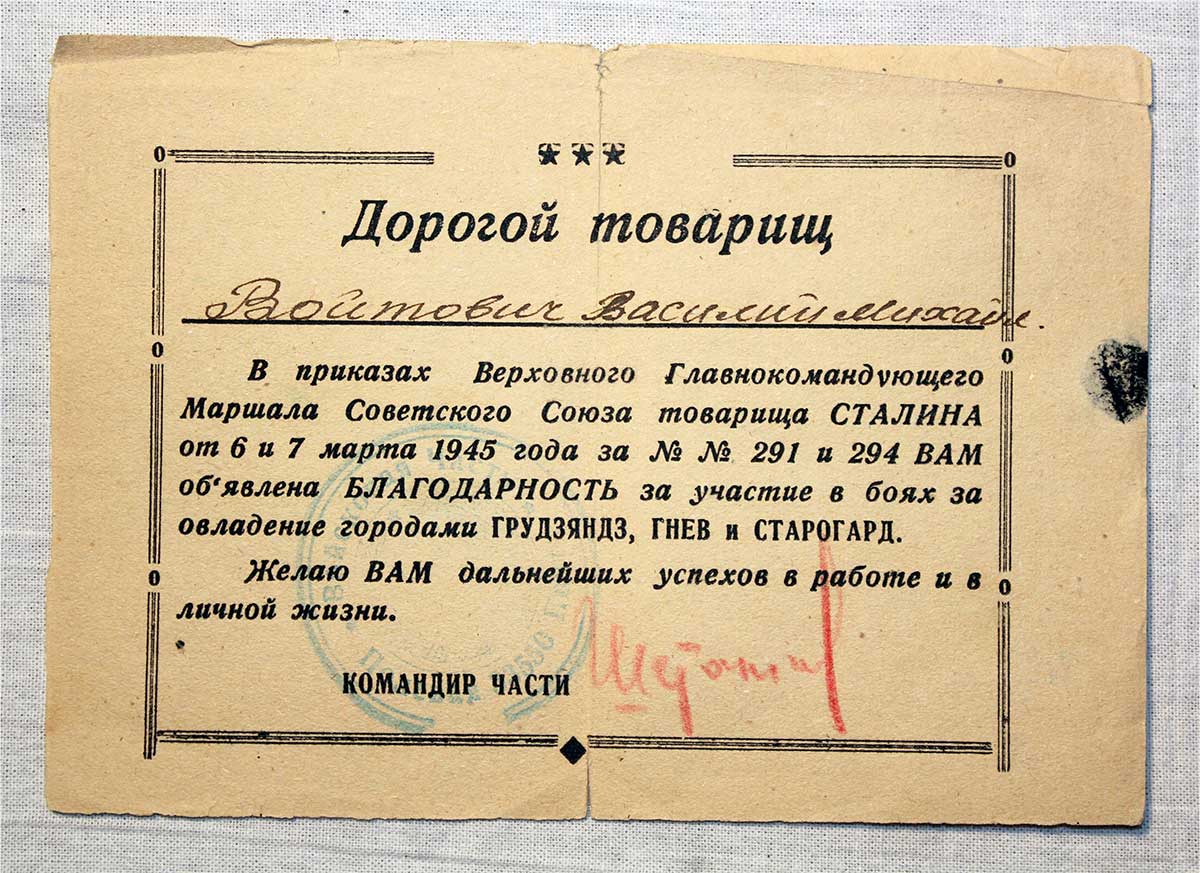 Дорогой товарищ
Войтович Василий Михайл.
В приказах Верховного Главнокомандующего
Маршала Советского Союза товарища СТАЛИНА
от 6 и 7 марта 1945 года за № № 291 и 294 ВАМ
об‘явлена БЛАГОДАРНОСТЬ за участие в боях за
овладение городами ГРУДЗЯНДЗ, ГНЕВ и СТАРОГАРД.
Желаю ВАМ дальнейших успехов в работе и в
личной жизни.
КОМАНДИР ЧАСТИ